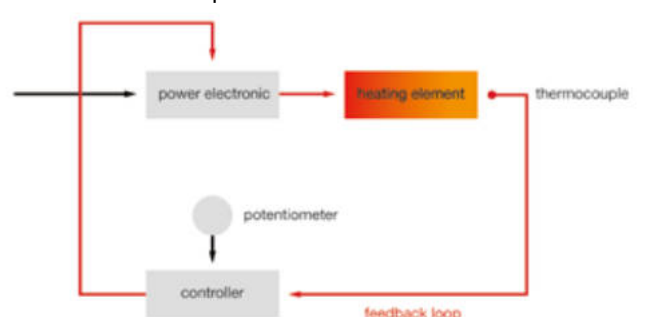 power electronic
heating element
thermocouple
potentiometer
controller
feedback loop